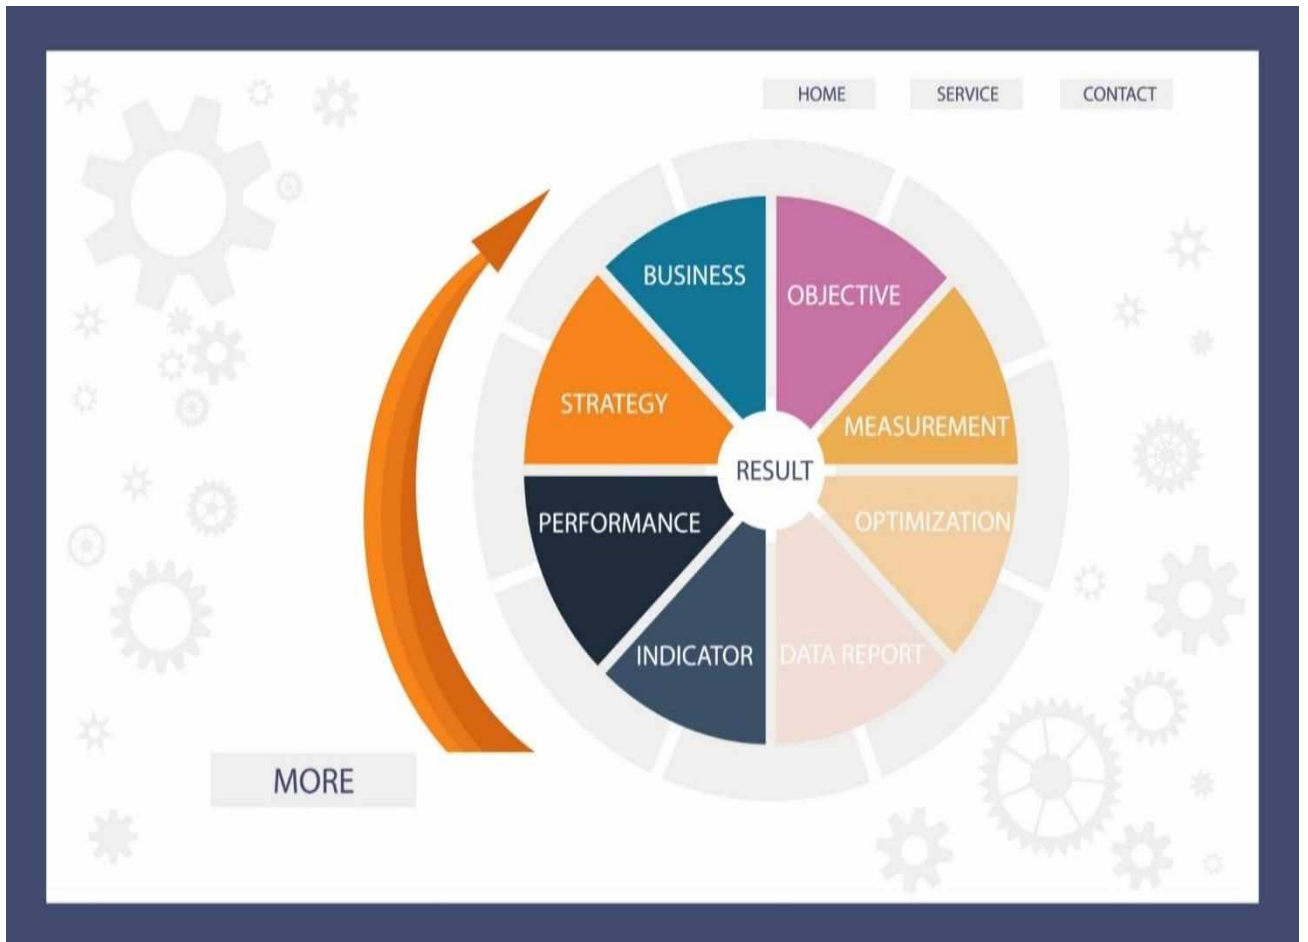 HOME
SERVICE
CONTACT
BUSINESS
OBJECTIVE
STRATEGY
MEASUREMENT
RESULT
PERFORMANCE
OPTIMIZATION
INDICATOR
DATA REPORT
MORE